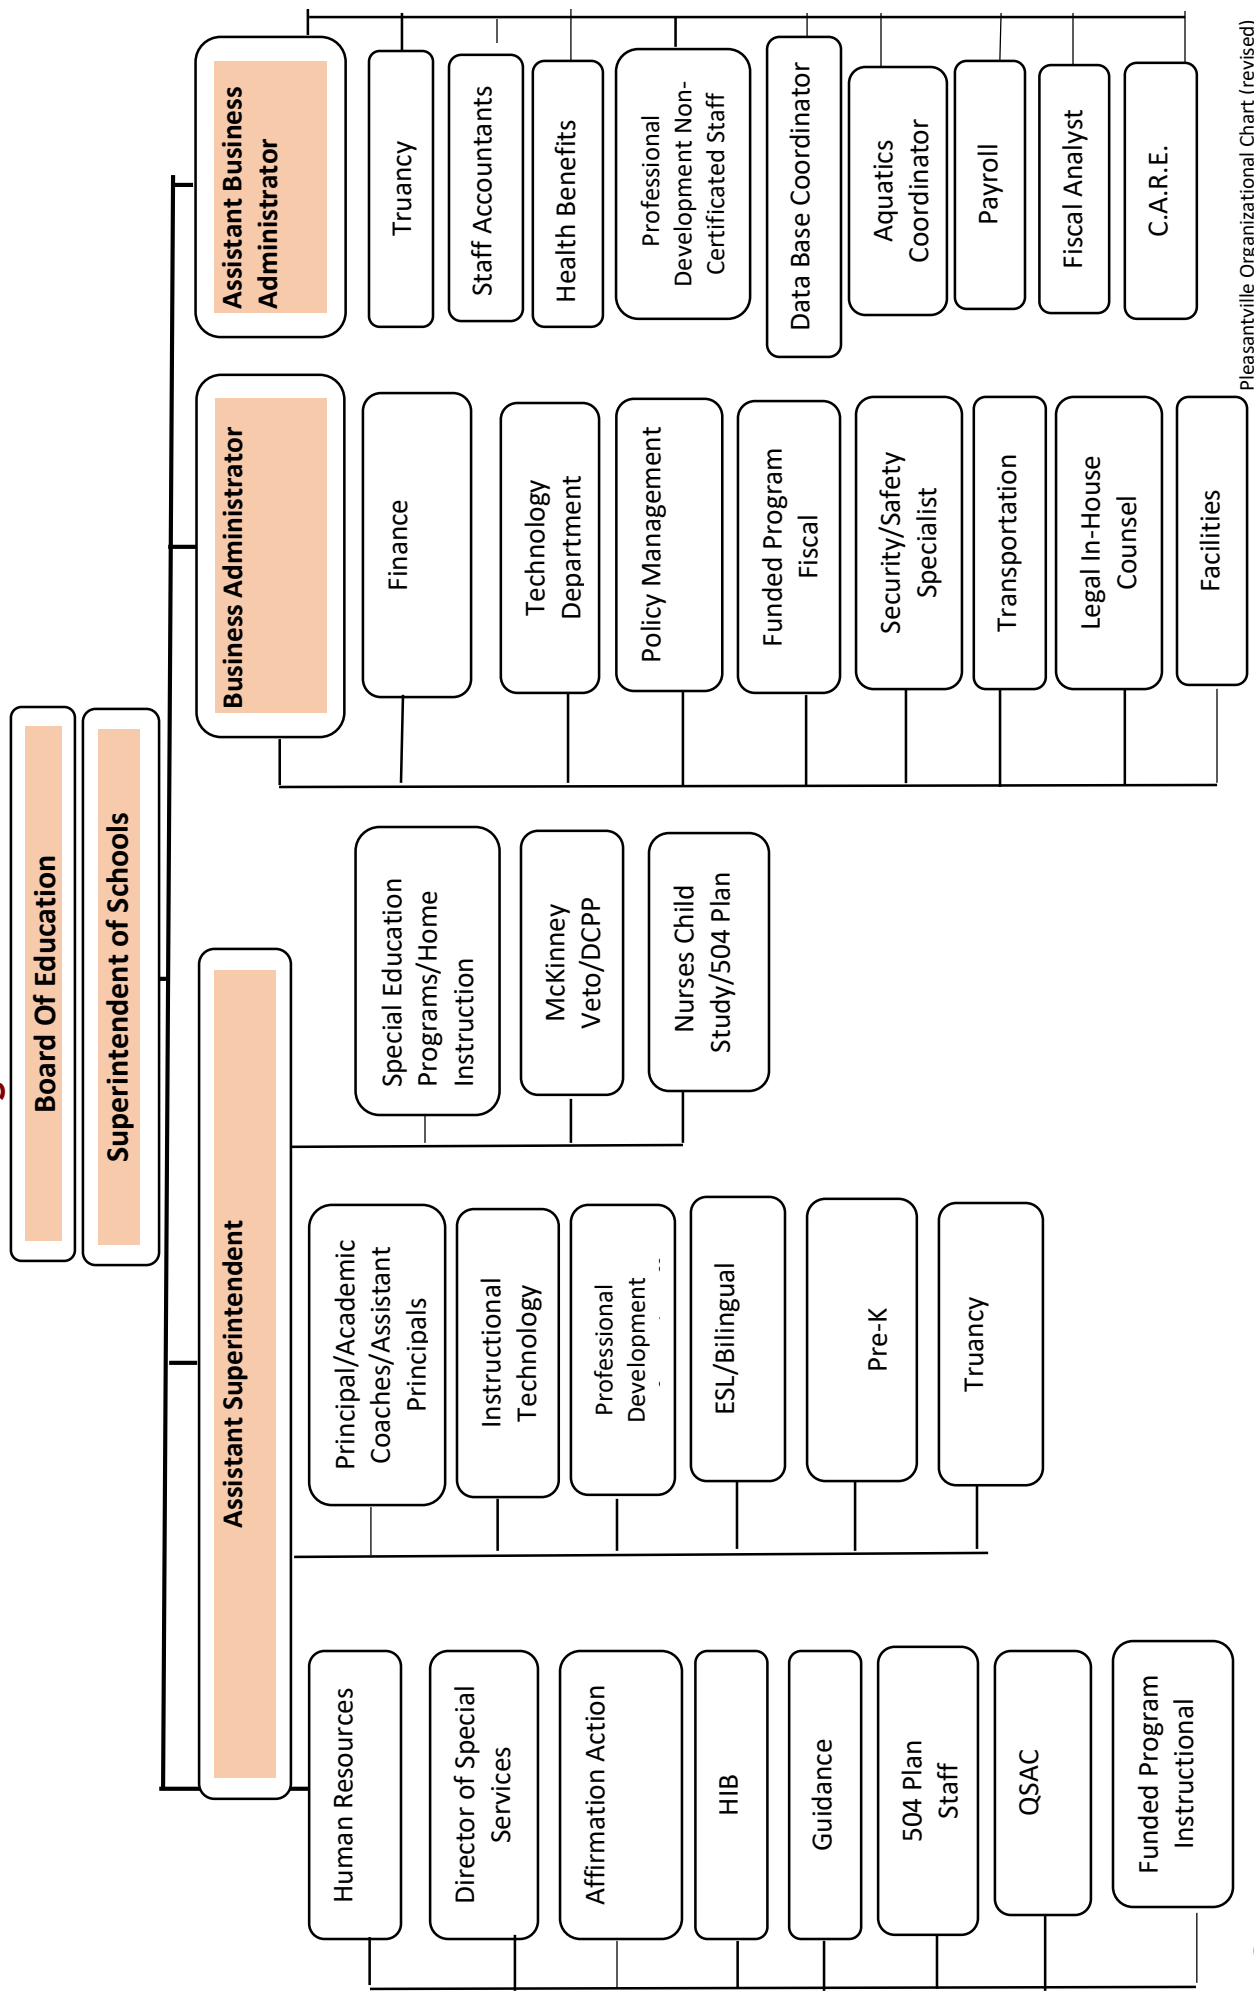 Board Of Education
Superintendent of Schools
Assistant Superintendent
Business Administrator
Assistant Business
Administrator
Human Resources
Director of Special
Services
Affirmation Action
HIB
Guidance
504 Plan
Staff
QSAC
Funded Program
Instructional
Principal/Academic
Coaches/Assistant
Principals
Instructional
Technology
Professional
Development
ESL/Bilingual
Pre-K
Truancy
Special Education
Programs/Home
Instruction
McKinney
Veto/DCPP
Nurses Child
Study/504 Plan
Finance
Technology
Department
Policy Management
Funded Program
Fiscal
Security/Safety
Specialist
Transportation
Legal In-House
Counsel
Facilities
Truancy
Staff Accountants
Health Benefits
Professional
Development Non-
Certificated Staff
Data Base Coordinator
Aquatics
Coordinator
Payroll
Fiscal Analyst
C.A.R.E.
Pleasantville Organizational Chart (revised)